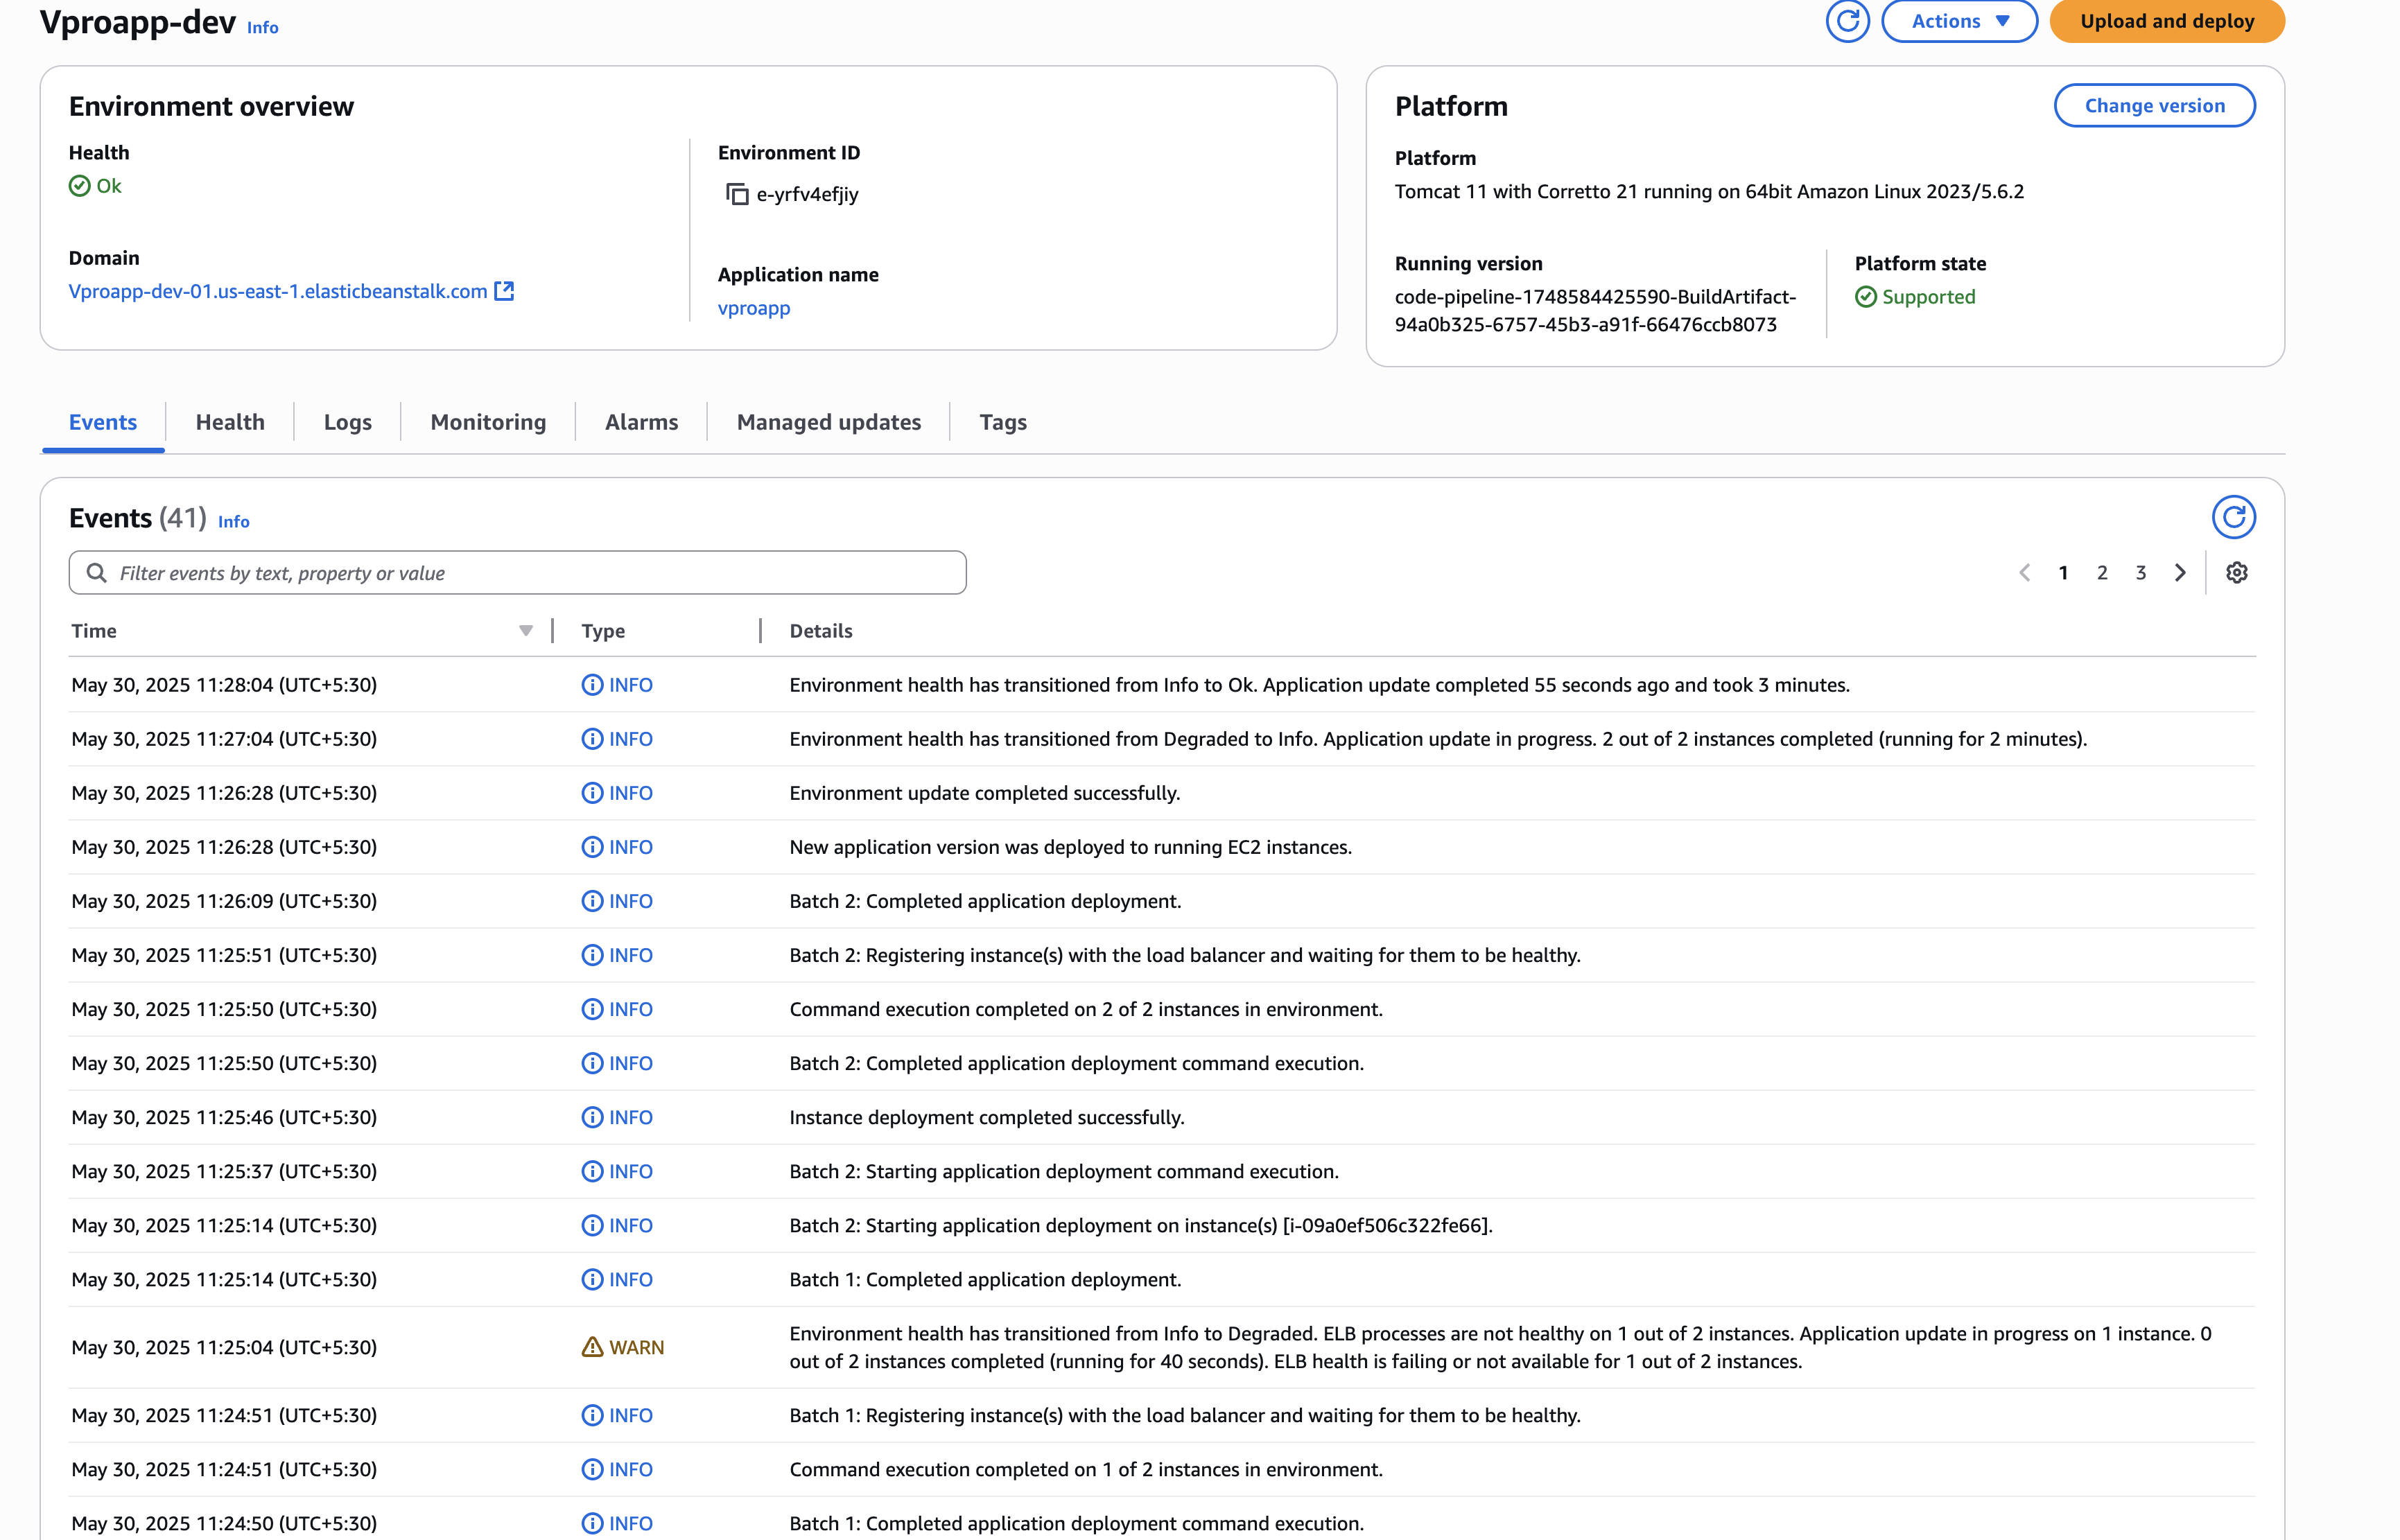 Vproapp-dev Info
Actions
Upload and deploy
Environment overview
Health
Ok
Domain
Vproapp-dev-01.us-east-1.elasticbeanstalk.com
Environment ID
e-yrfv4efjiy
Application name
vproapp
Platform
Change version
Platform
Tomcat 11 with Corretto 21 running on 64bit Amazon Linux 2023/5.6.2
Running version
code-pipeline-1748584425590-BuildArtifact-
94a0b325-6757-45b3-a91f-66476ccb8073
Platform state
Supported
Events Health Logs Monitoring Alarms Managed updates Tags
Events (41) Info
Filter events by text, property or value
1 2 3
Time Type Details
May 30, 2025 11:28:04 (UTC+5:30) INFO Environment health has transitioned from Info to Ok. Application update completed 55 seconds ago and took 3 minutes.
May 30, 2025 11:27:04 (UTC+5:30) INFO Environment health has transitioned from Degraded to Info. Application update in progress. 2 out of 2 instances completed (running for 2 minutes).
May 30, 2025 11:26:28 (UTC+5:30) INFO Environment update completed successfully.
May 30, 2025 11:26:28 (UTC+5:30) INFO New application version was deployed to running EC2 instances.
May 30, 2025 11:26:09 (UTC+5:30) INFO Batch 2: Completed application deployment.
May 30, 2025 11:25:51 (UTC+5:30) INFO Batch 2: Registering instance(s) with the load balancer and waiting for them to be healthy.
May 30, 2025 11:25:50 (UTC+5:30) INFO Command execution completed on 2 of 2 instances in environment.
May 30, 2025 11:25:50 (UTC+5:30) INFO Batch 2: Completed application deployment command execution.
May 30, 2025 11:25:46 (UTC+5:30) INFO Instance deployment completed successfully.
May 30, 2025 11:25:37 (UTC+5:30) INFO Batch 2: Starting application deployment command execution.
May 30, 2025 11:25:14 (UTC+5:30) INFO Batch 2: Starting application deployment on instance(s) [i-09a0ef506c322fe66].
May 30, 2025 11:25:14 (UTC+5:30) INFO Batch 1: Completed application deployment.
May 30, 2025 11:25:04 (UTC+5:30) WARN Environment health has transitioned from Info to Degraded. ELB processes are not healthy on 1 out of 2 instances. Application update in progress on 1 instance. 0
out of 2 instances completed (running for 40 seconds). ELB health is failing or not available for 1 out of 2 instances.
May 30, 2025 11:24:51 (UTC+5:30) INFO Batch 1: Registering instance(s) with the load balancer and waiting for them to be healthy.
May 30, 2025 11:24:51 (UTC+5:30) INFO Command execution completed on 1 of 2 instances in environment.
May 30, 2025 11:24:50 (UTC+5:30) INFO Batch 1: Completed application deployment command execution.